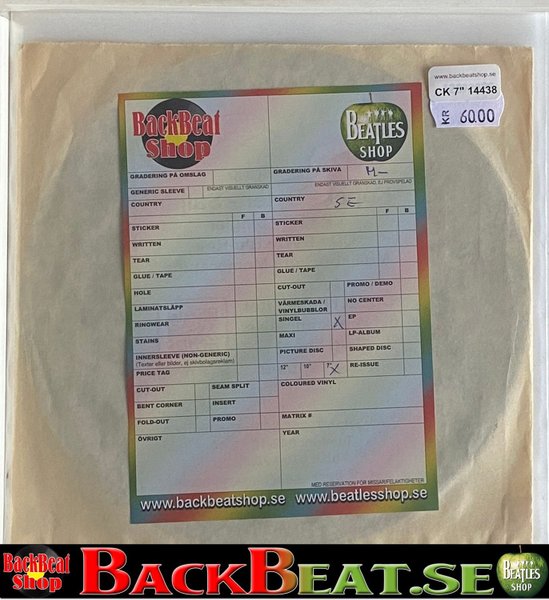 www.backbeatshop.se
CK 7" 14438
KR 60.00
BackBeat
Shop
BEATLES
SHOP
GRADERING PÅ OMSLAG
GRADERING PÅ SKIVA M-
GENERIC SLEEVE
ENDAST VISUELLT GRANSKAD
ENDAST VISUELLT GRANSKAD, EJ PROVSPELAD
COUNTRY
COUNTRY SE
F B
F B
STICKER
STICKER
WRITTEN
WRITTEN
TEAR
TEAR
GLUE / TAPE
GLUE / TAPE
HOLE
CUT-OUT
PROMO / DEMO
LAMINATSLÄPP
VÄRMESKADA /
VINYLBUBBLOR
NO CENTER
RINGWEAR
SINGEL X
EP
STAINS
MAXI
LP-ALBUM
INNERSLEEVE (NON-GENERIC)
(Texter eller bilder, ej skivbolagsreklam)
PICTURE DISC
SHAPED DISC
PRICE TAG
12" 10" 7" X
RE-ISSUE
CUT-OUT
SEAM SPLIT
COLOURED VINYL
BENT CORNER
INSERT
FOLD-OUT
PROMO
MATRIX #
ÖVRIGT
YEAR
MED RESERVATION FÖR MISSAR/FELAKTIGHETER
www.backbeatshop.se www.beatlesshop.se
BackBeat
Shop
BACKBEAT.SE
BEATLES
SHOP